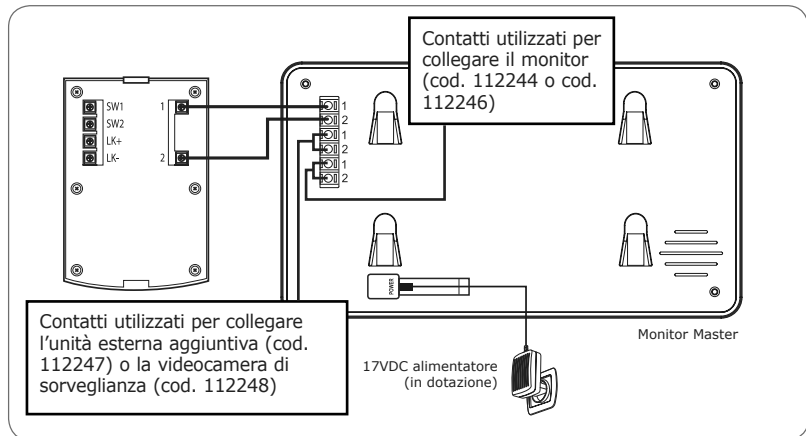 Contatti utilizzati per
collegare il monitor
(cod. 112244 o cod.
112246)
SW1
SW2
LK+
LK-
1
2
1
2
1
2
1
2
POWER
Contatti utilizzati per collegare
l’unità esterna aggiuntiva (cod.
112247) o la videocamera di
sorveglianza (cod. 112248)
Monitor Master
17VDC alimentatore
(in dotazione)